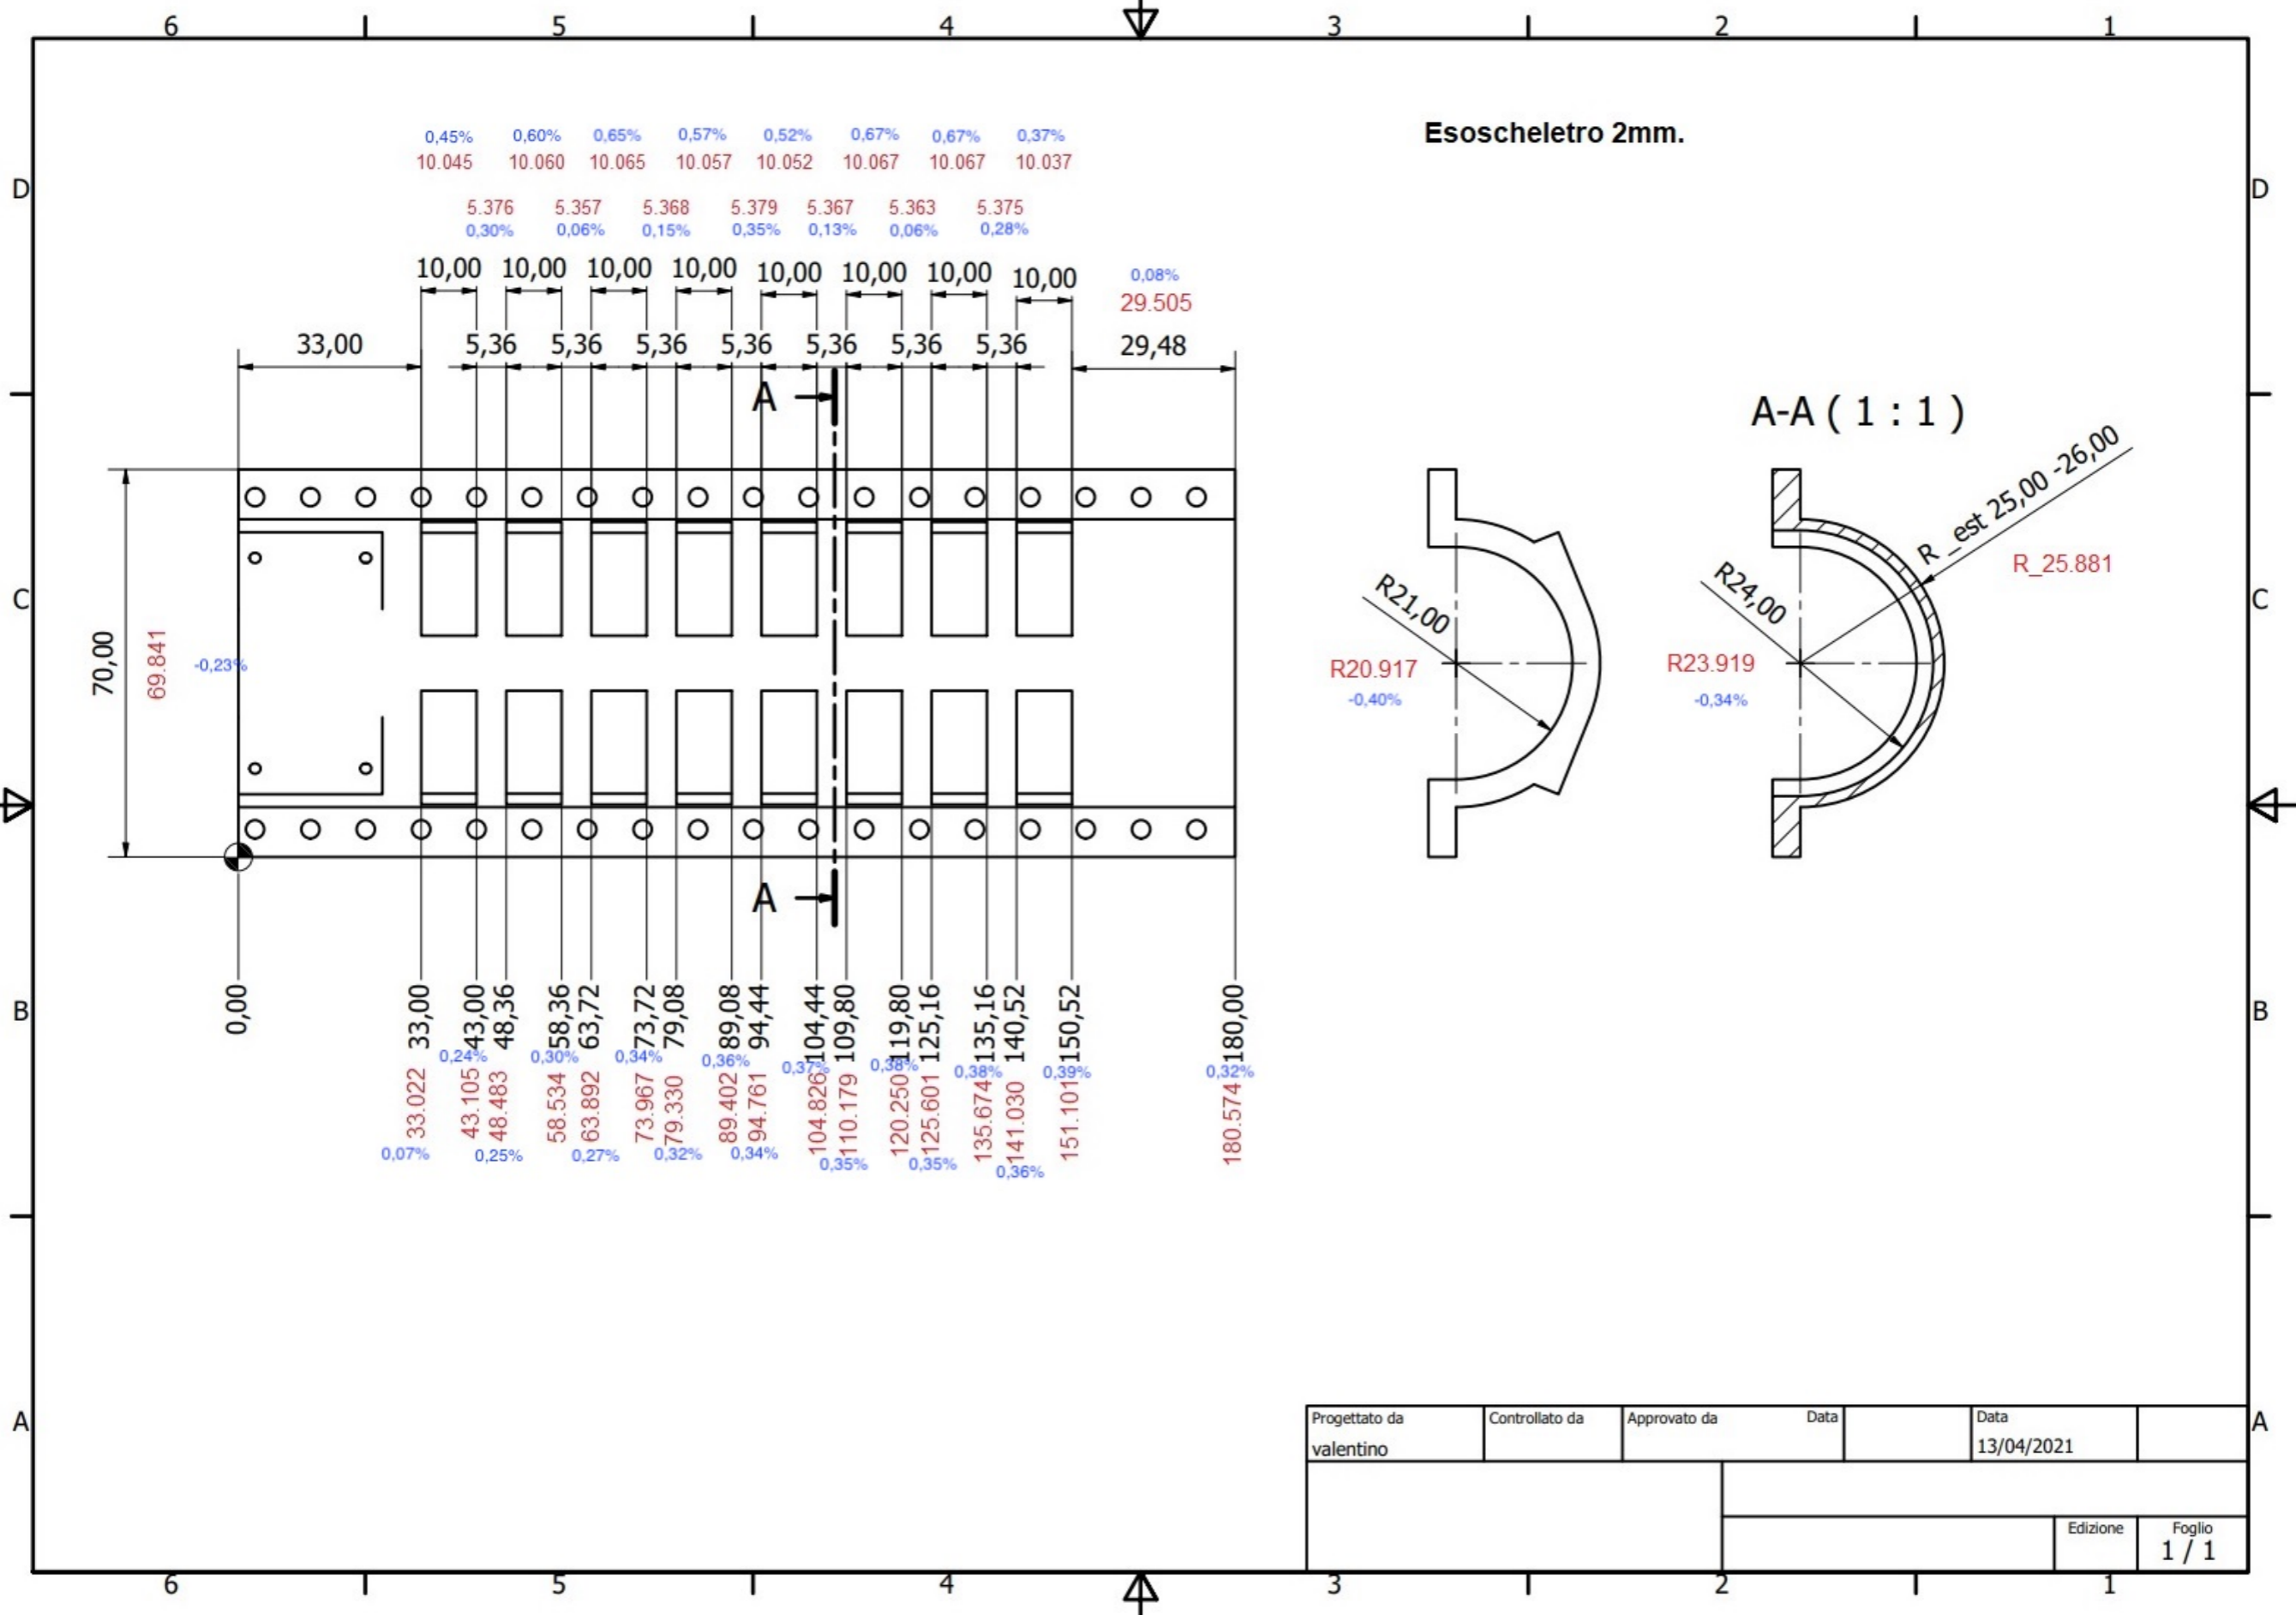 6 5 4 3 2 1
Esoscheletro 2mm.
0,45% 0,60% 0,65% 0,57% 0,52% 0,67% 0,67% 0,37%
10.045 10.060 10.065 10.057 10.052 10.067 10.067 10.037
D D
5.376 5.357 5.368 5.379 5.367 5.363 5.375
0,30% 0,06% 0,15% 0,35% 0,13% 0,06% 0,28%
10,00 10,00 10,00 10,00 10,00 10,00 10,00 10,00
0,08%
29.505
33,00 5,36 5,36 5,36 5,36 5,36 5,36 5,36 29,48
A
A-A ( 1 : 1 )
R_est 25,00 -26,00
R_25.881
R24,00
R21,00
C C
70,00
69.841
-0,23%
R20.917
-0,40%
R23.919
-0,34%
A
B B
0,00 33,00 43,00 48,36 58,36 63,72 73,72 79,08 89,08 94,44 104,44 109,80 119,80 125,16 135,16 140,52 150,52 180,00
0,24% 0,30% 0,34% 0,36% 0,37% 0,38% 0,38% 0,39% 0,32%
33.022 43.105 48.483 58.534 63.892 73.967 79.330 89.402 94.761 104.826 110.179 120.250 125.601 135.674 141.030 151.101 180.574
0,07% 0,25% 0,27% 0,32% 0,34% 0,35% 0,35% 0,36%
A A
Progettato da Controllato da Approvato da Data Data
valentino 13/04/2021
Edizione Foglio
1 / 1
6 5 4 3 2 1